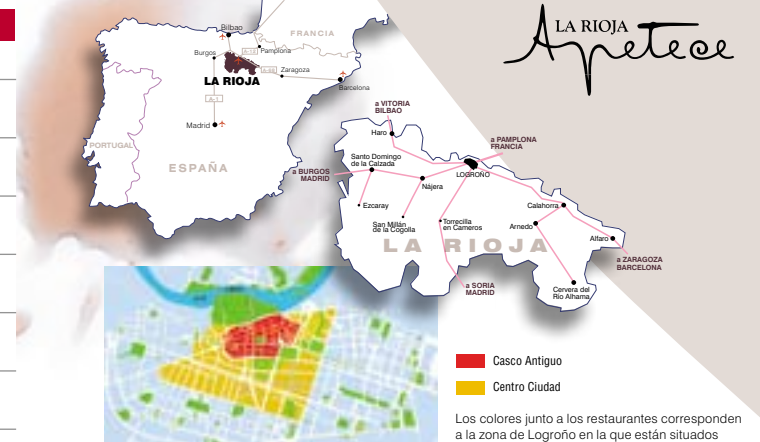 LA RIOJA
Apetece
Bilbao
FRANCIA
Burgos
Pamplona
LA RIOJA
Zaragoza
Barcelona
A-1
Madrid
PORTUGAL
ESPAÑA
a VITORIA
BILBAO
Haro
a PAMPLONA
FRANCIA
Santo Domingo
de la Calzada
LOGROÑO
a BURGOS
MADRID
Nájera
Ezcaray
San Millán
de la Cogolla
Torrecilla
en Cameros
Calahorra
Arnedo
Alfaro
LA RIOJA
a ZARAGOZA
BARCELONA
a SORIA
MADRID
Cervera del
Río Alhama
Casco Antiguo
Centro Ciudad
Los colores junto a los restaurantes corresponden
a la zona de Logroño en la que están situados